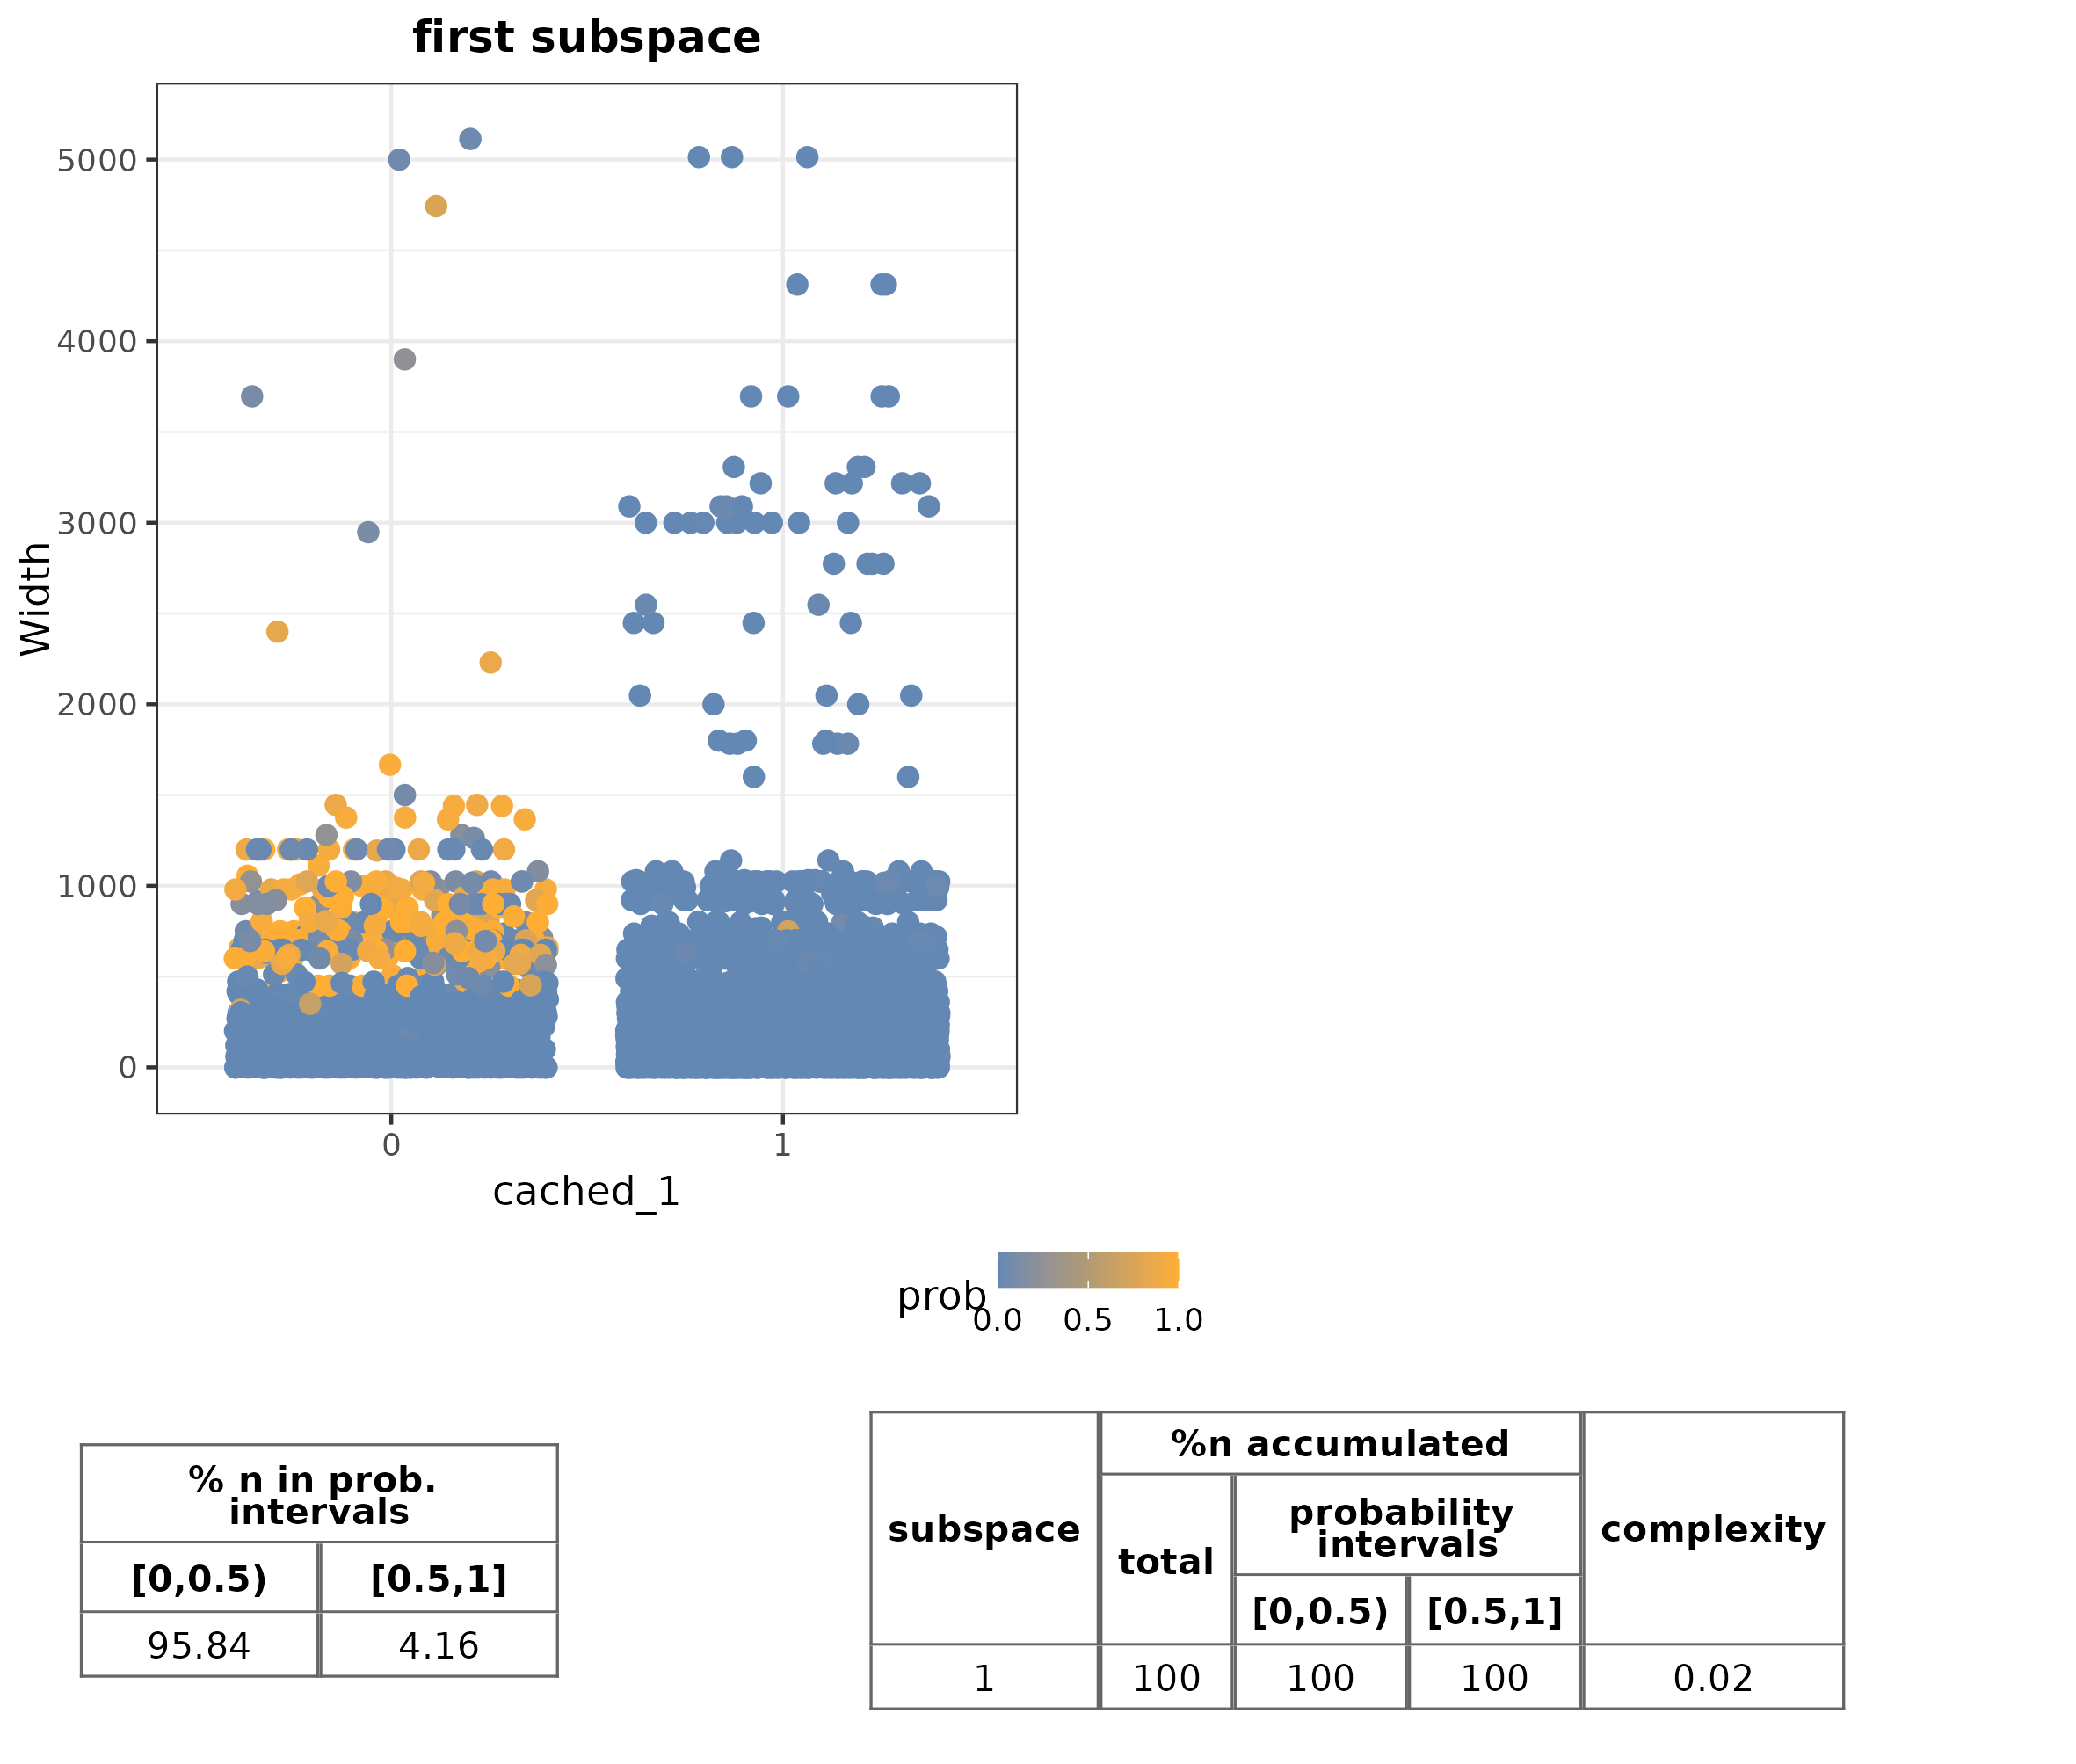 first subspace
5000
4000
3000
2000
1000
0
Width
0 1
cached_1
prob
0.0 0.5 1.0
% n in prob.
intervals
[0,0.5) [0.5,1]
95.84 4.16
%n accumulated
subspace
total
probability
intervals
complexity
[0,0.5) [0.5,1]
1 100 100 100 0.02